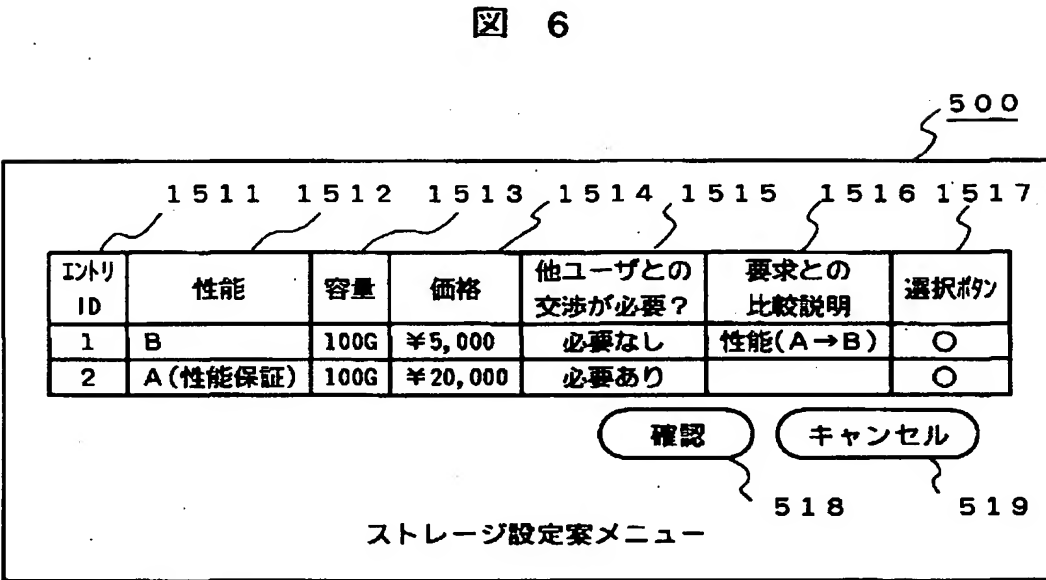 図 6
500
1511 1512 1513 1514 1515 1516 1517
エントリ ID 性能 容量 価格 他ユーザとの交渉が必要? 要求との比較説明 選択ボタン
1 B 100G ¥5,000 必要なし 性能(A→B) ○
2 A(性能保証) 100G ¥20,000 必要あり ○
確認 キャンセル
518 519
ストレージ設定案メニュー